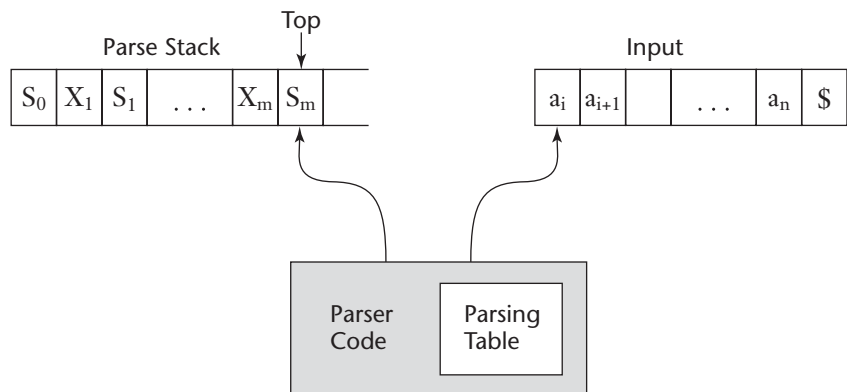 Top
Parse Stack
Input
S₀ X₁ S₁ . . . Xₘ Sₘ
aᵢ aᵢ₊₁ . . . aₙ $
Parser
Code
Parsing
Table